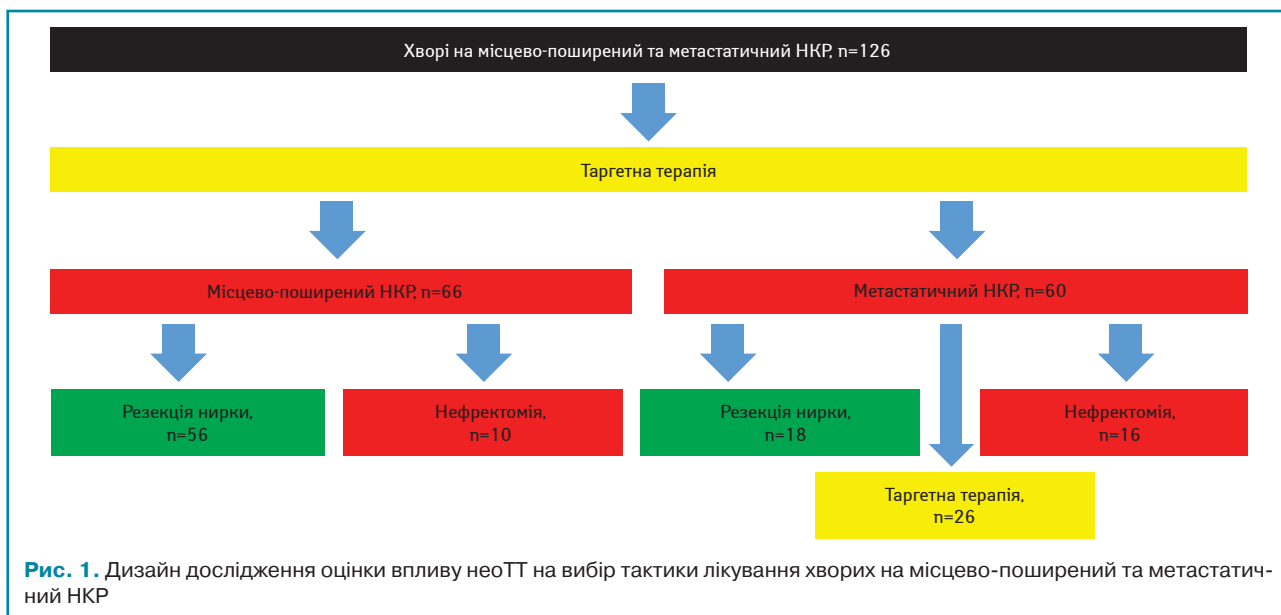 Хворі на місцево-поширений та метастатичний НКР, n=126
Таргетна терапія
Місцево-поширений НКР, n=66
Метастатичний НКР, n=60
Резекція нирки,
n=56
Нефректомія,
n=10
Резекція нирки,
n=18
Нефректомія,
n=16
Таргетна терапія,
n=26
Рис. 1. Дизайн дослідження оцінки впливу неоТТ на вибір тактики лікування хворих на місцево-поширений та метастатич-
ний НКР